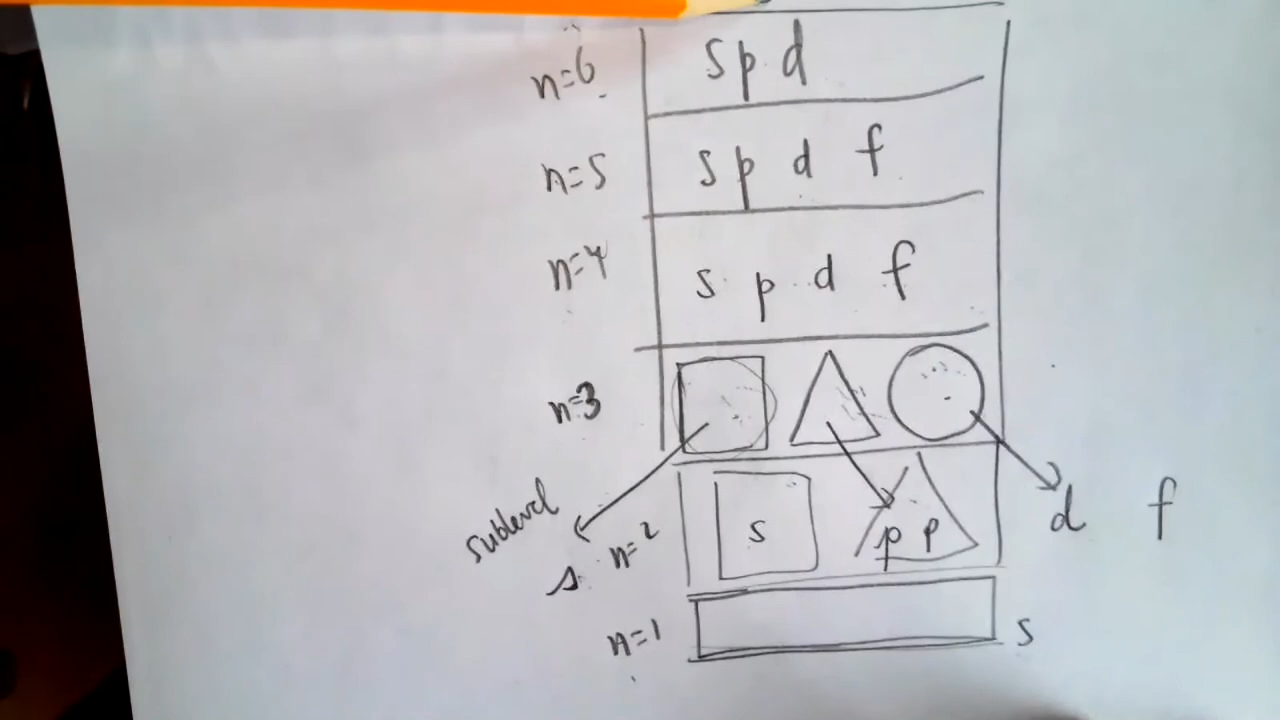 n=6 s p d
n=5 s p d f
n=4 s p d f
n=3
sublevel s
d f
n=2 s p p
n=1 s